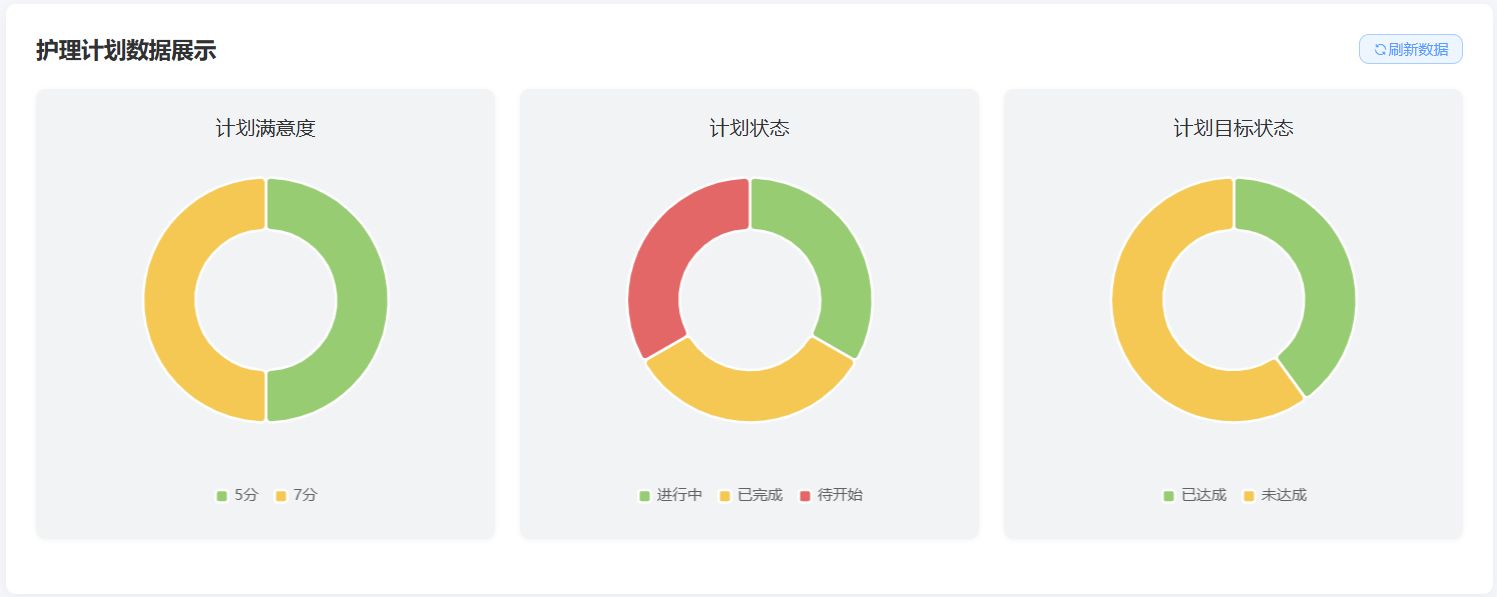 护理计划数据展示
刷新数据
计划满意度
5分 7分
计划状态
进行中 已完成 待开始
计划目标状态
已达成 未达成